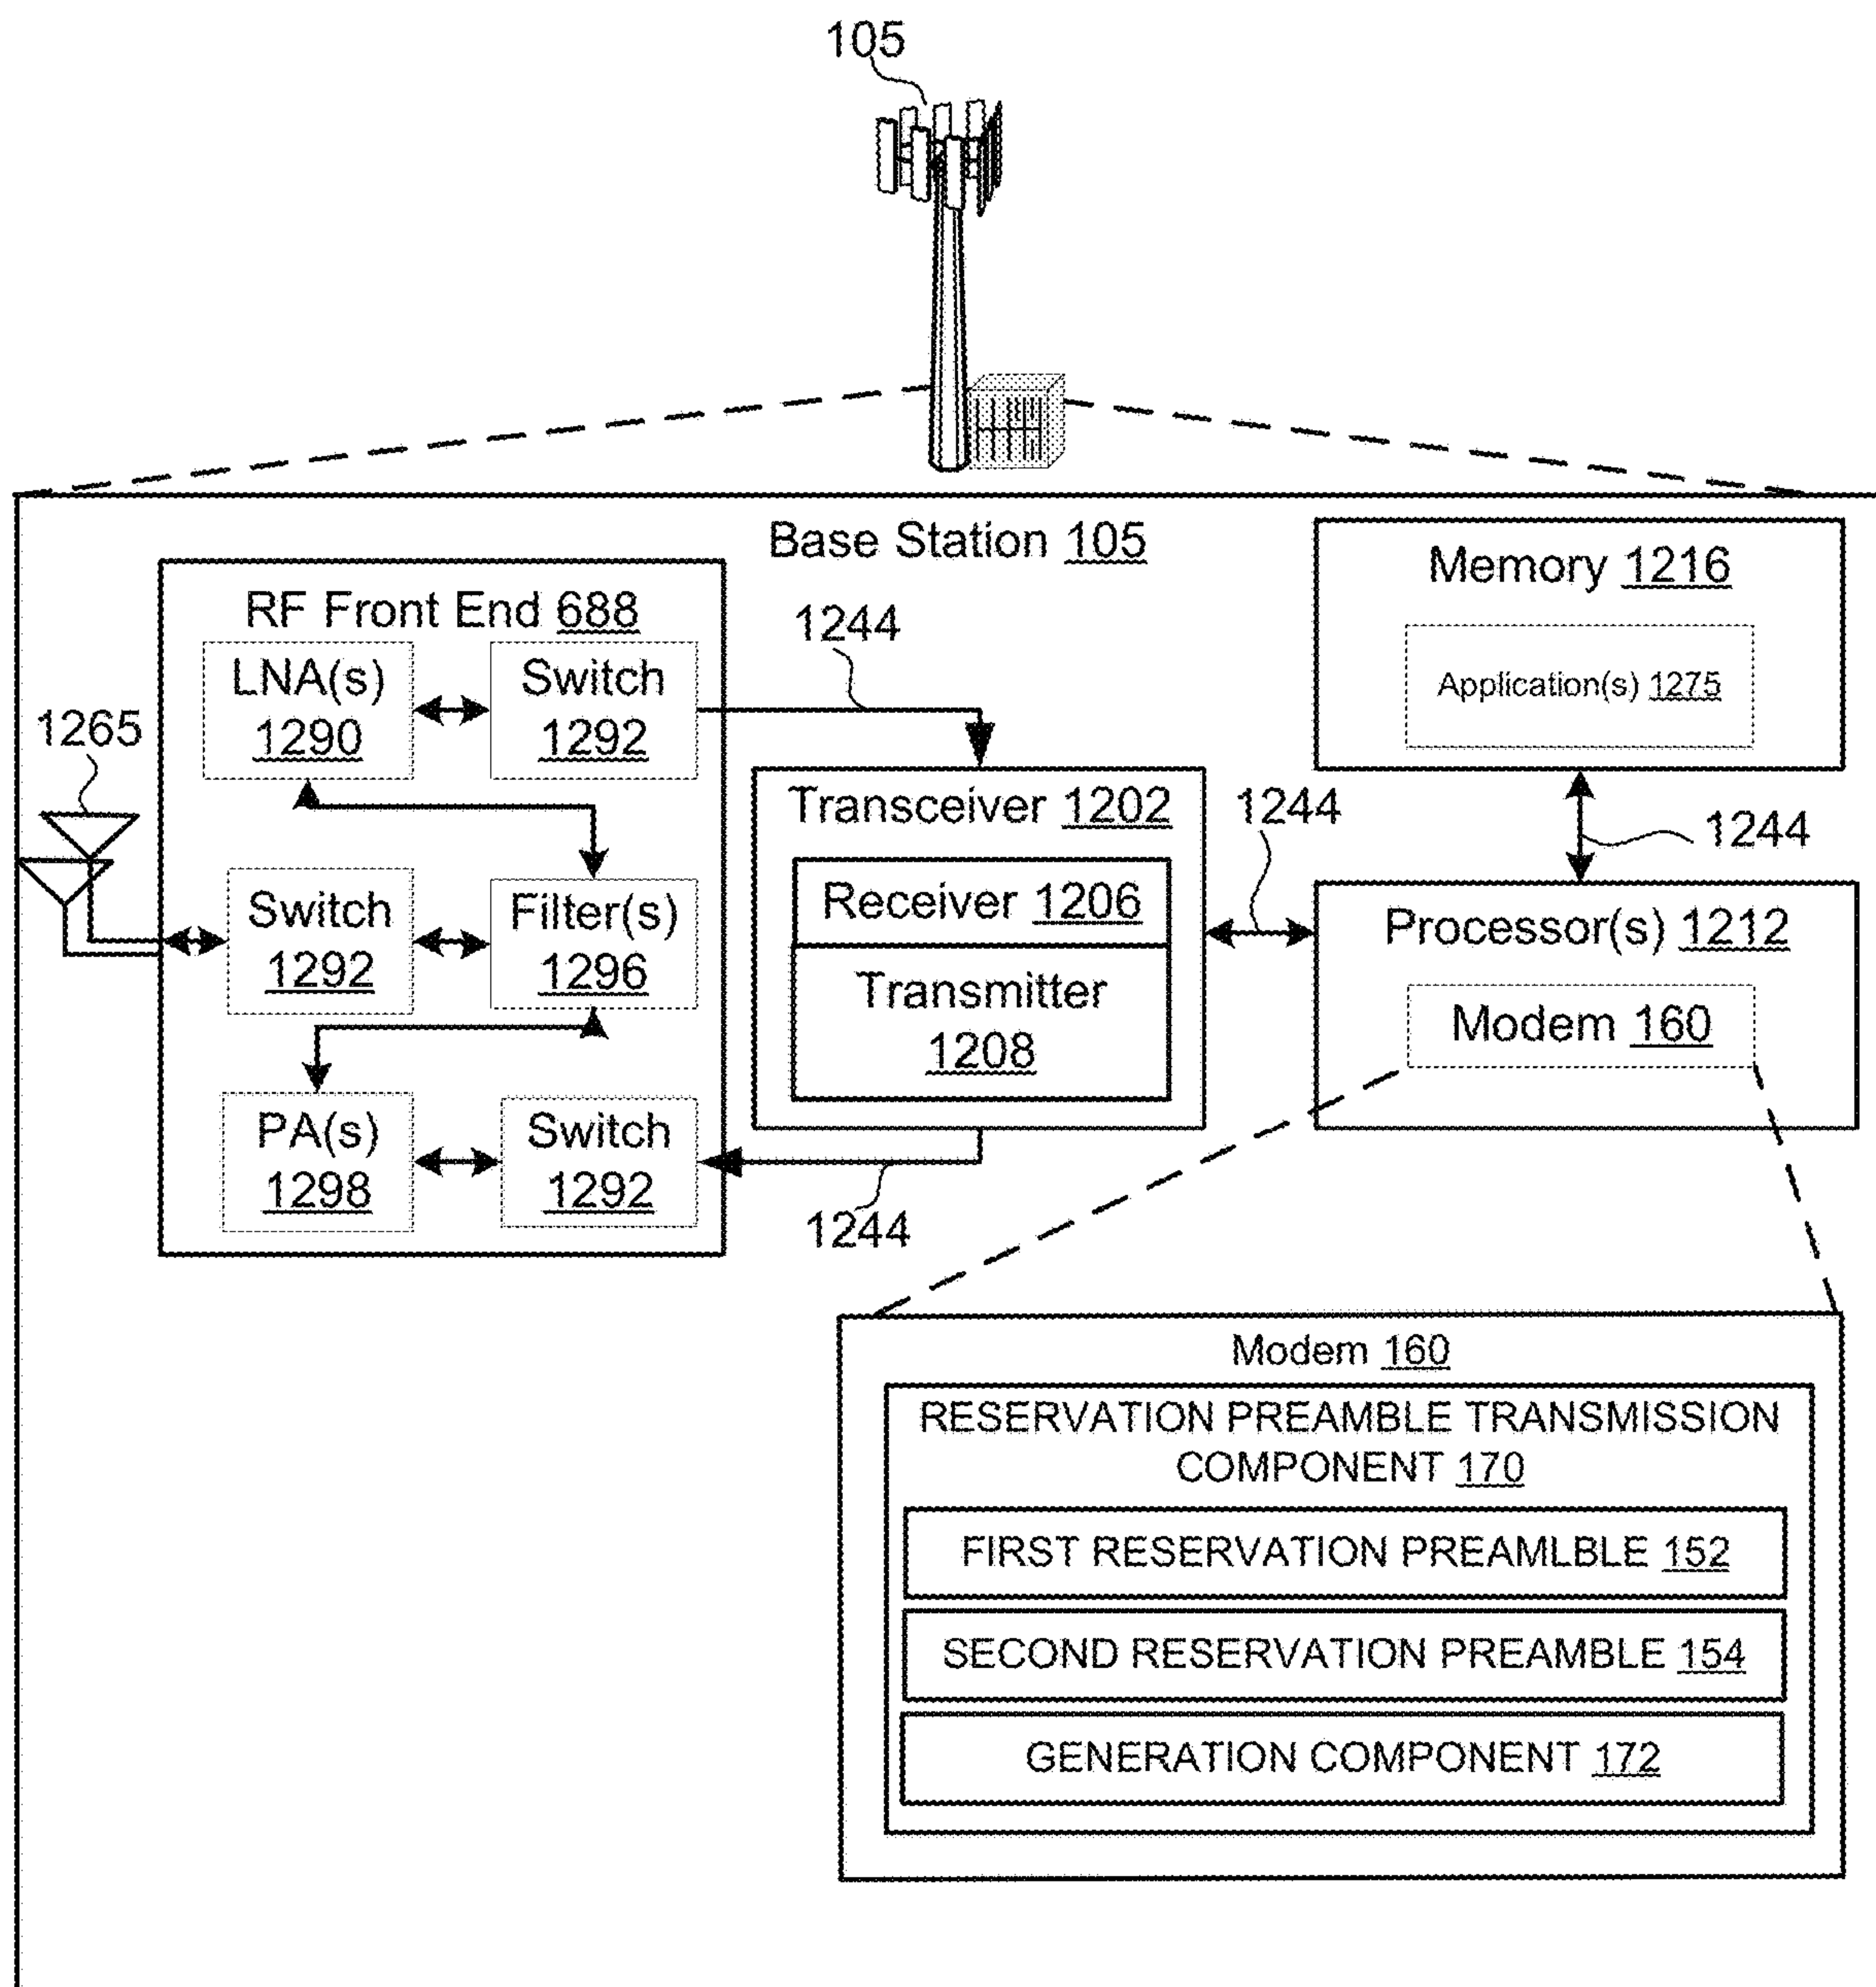 105
Base Station 105
RF Front End 688
LNA(s)
1290
Switch
1292
1244
1265
Switch
1292
Filter(s)
1296
PA(s)
1298
Switch
1292
1244
Transceiver 1202
Receiver 1206
Transmitter
1208
1244
Memory 1216
Application(s) 1275
1244
Processor(s) 1212
Modem 160
Modem 160
RESERVATION PREAMBLE TRANSMISSION
COMPONENT 170
FIRST RESERVATION PREAMLBLE 152
SECOND RESERVATION PREAMBLE 154
GENERATION COMPONENT 172